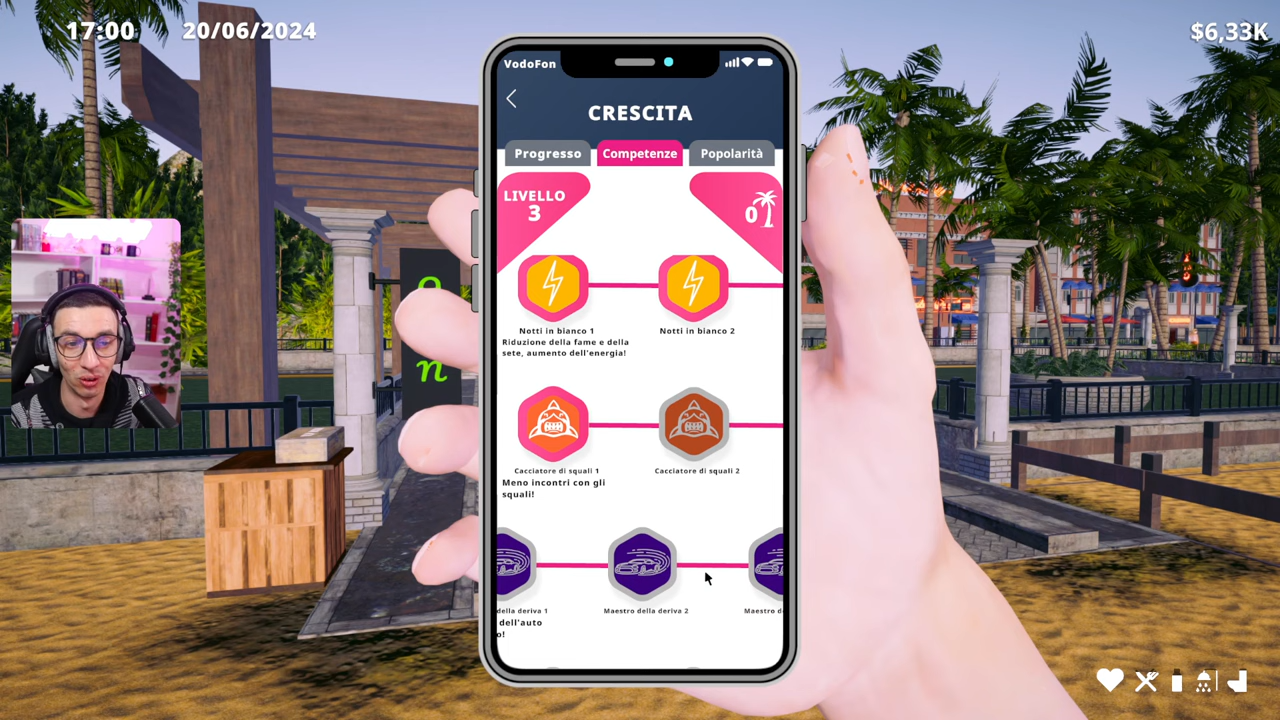 17:00
20/06/2024
$6,33K
VodoFon
CRESCITA
Progresso
Competenze
Popolarità
LIVELLO
3
0
Notti in bianco 1
Notti in bianco 2
Riduzione della fame e della
sete, aumento dell'energia!
Cacciatore di squali 1
Cacciatore di squali 2
Meno incontri con gli
squali!
della deriva 1
Maestro della deriva 2
Maestro d
dell'auto
o!
n